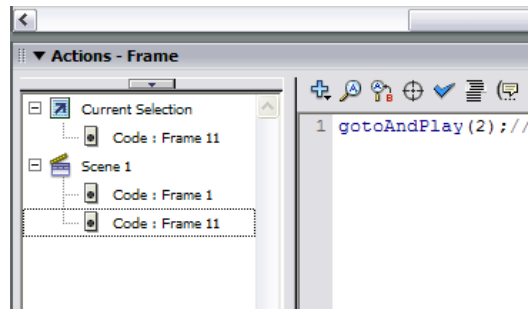 Actions - Frame
Current Selection
Code : Frame 11
Scene 1
Code : Frame 1
Code : Frame 11
1 gotoAndPlay(2);//